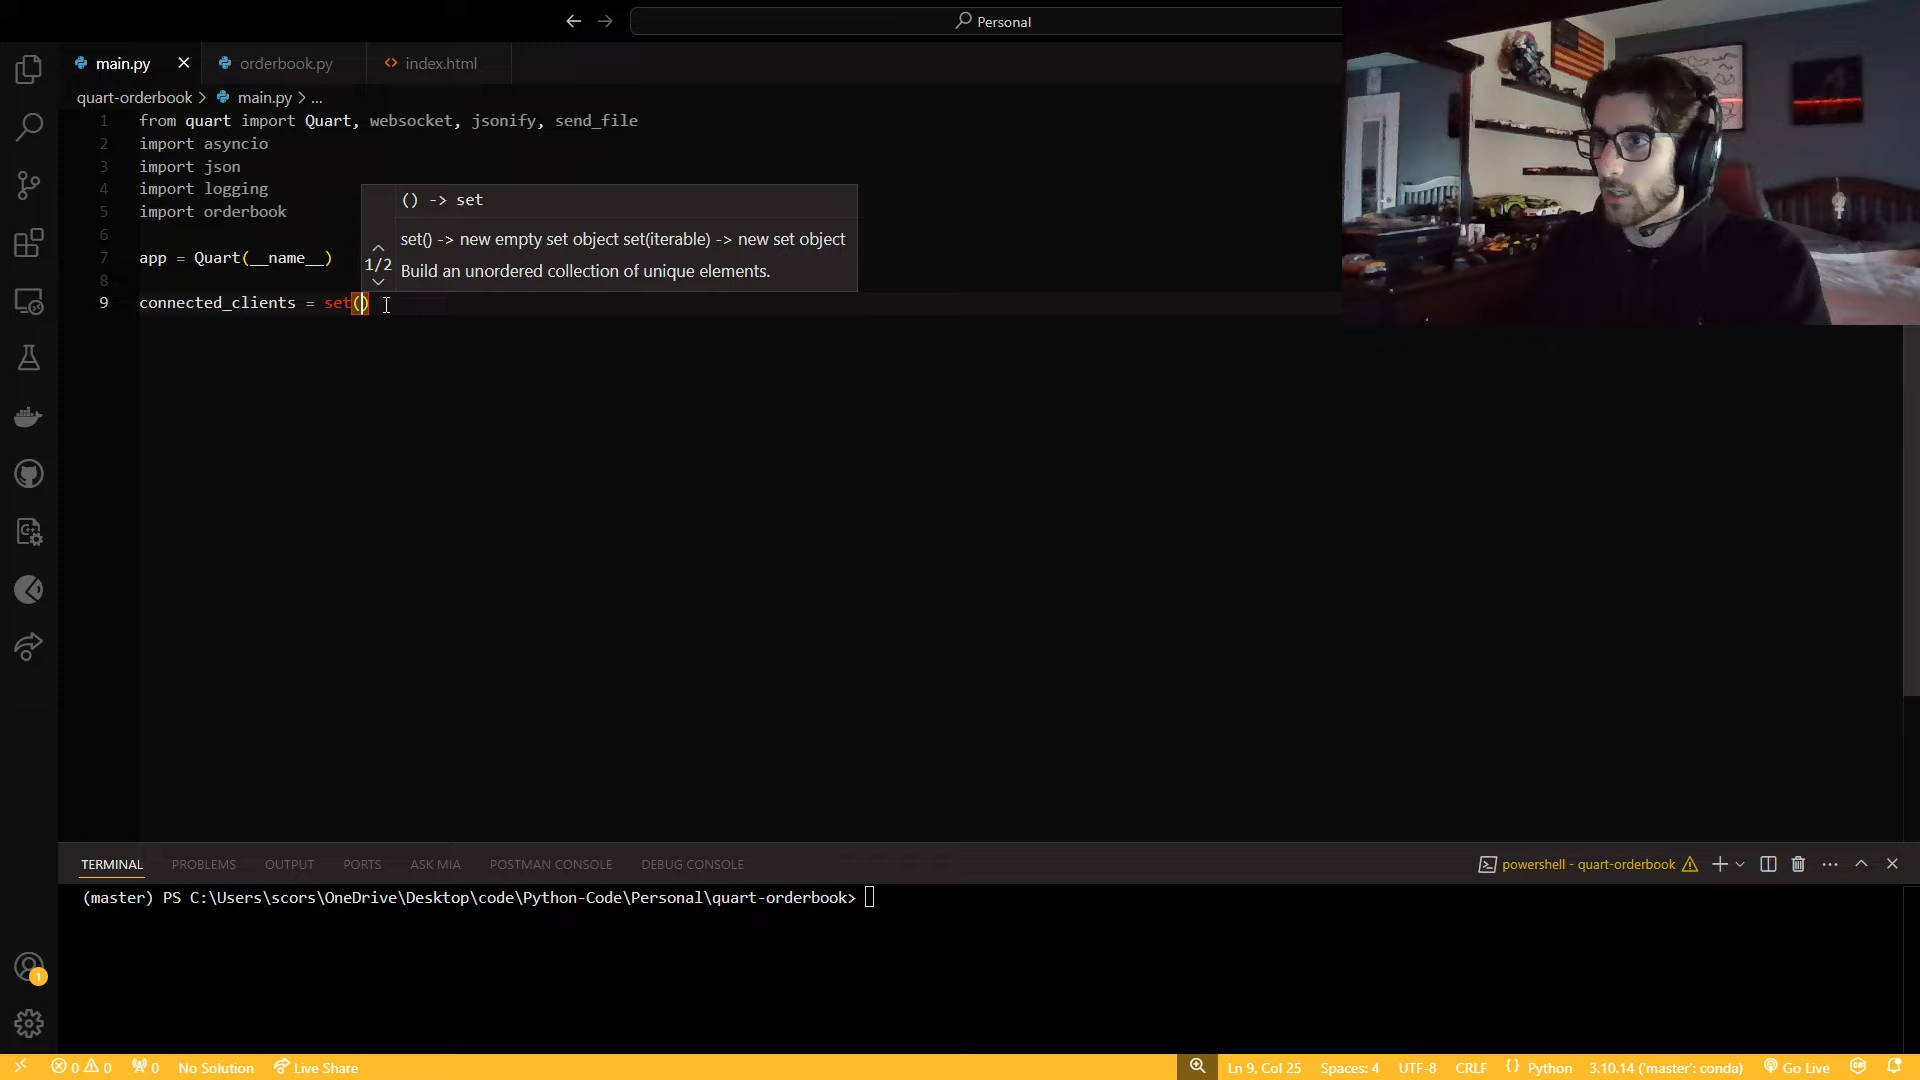 Personal
main.py
orderbook.py
index.html
quart-orderbook > main.py > ...
1 from quart import Quart, websocket, jsonify, send_file
2 import asyncio
3 import json
4 import logging
5 import orderbook
6
7 app = Quart(__name__)
8
9 connected_clients = set()
() -> set
1/2
set() -> new empty set object set(iterable) -> new set object
Build an unordered collection of unique elements.
TERMINAL PROBLEMS OUTPUT PORTS ASK MIA POSTMAN CONSOLE DEBUG CONSOLE
powershell - quart-orderbook
(master) PS C:\Users\scors\OneDrive\Desktop\code\Python-Code\Personal\quart-orderbook>
1
0 0 0 No Solution Live Share
Ln 9, Col 25 Spaces: 4 UTF-8 CRLF Python 3.10.14 ('master': conda) Go Live